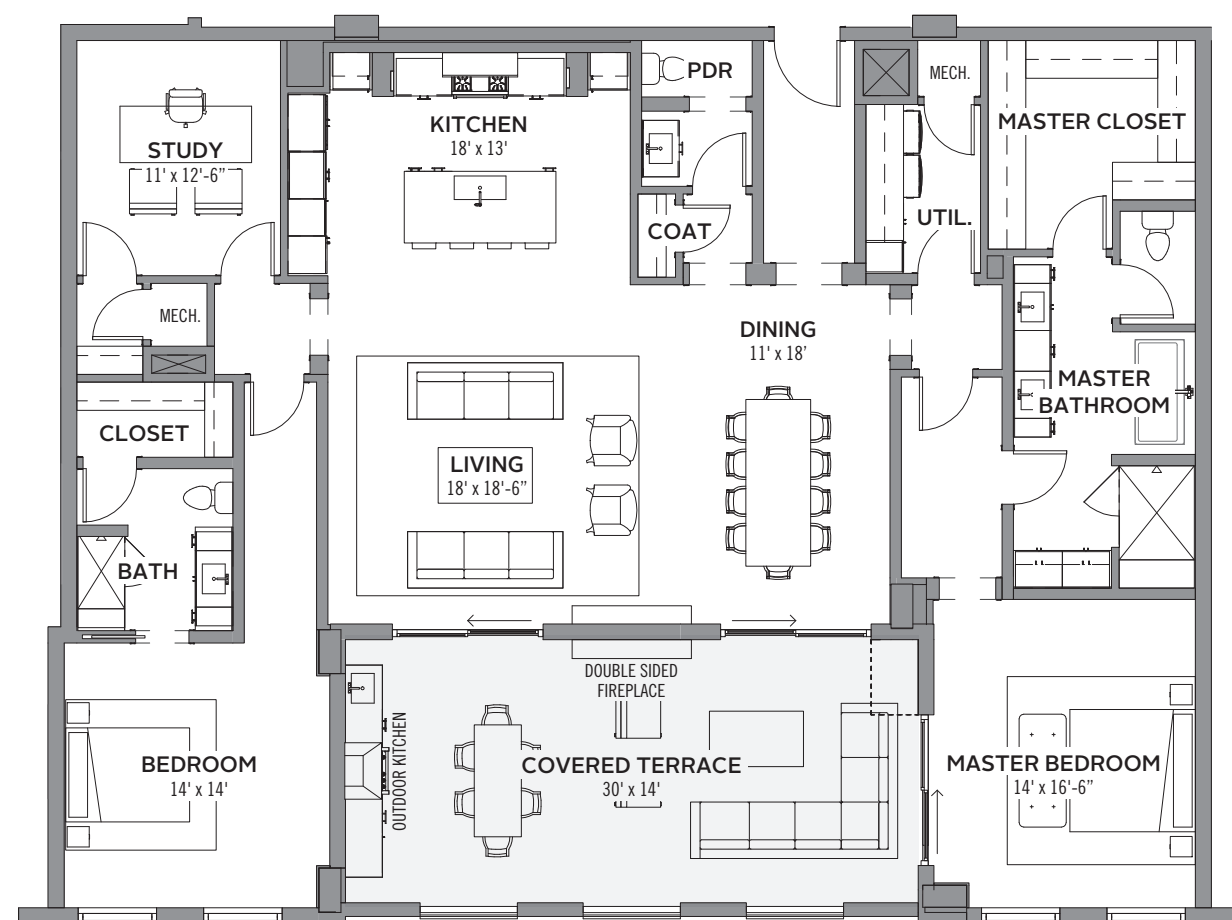 PDR
MECH.
STUDY
11' x 12'-6”
KITCHEN
18' x 13'
MASTER CLOSET
COAT
UTIL.
MECH.
DINING
11' x 18’
CLOSET
MASTER
BATHROOM
LIVING
18' x 18'-6”
BATH
DOUBLE SIDED
FIREPLACE
OUTDOOR KITCHEN
BEDROOM
14' x 14'
COVERED TERRACE
30' x 14'
MASTER BEDROOM
14' x 16'-6”